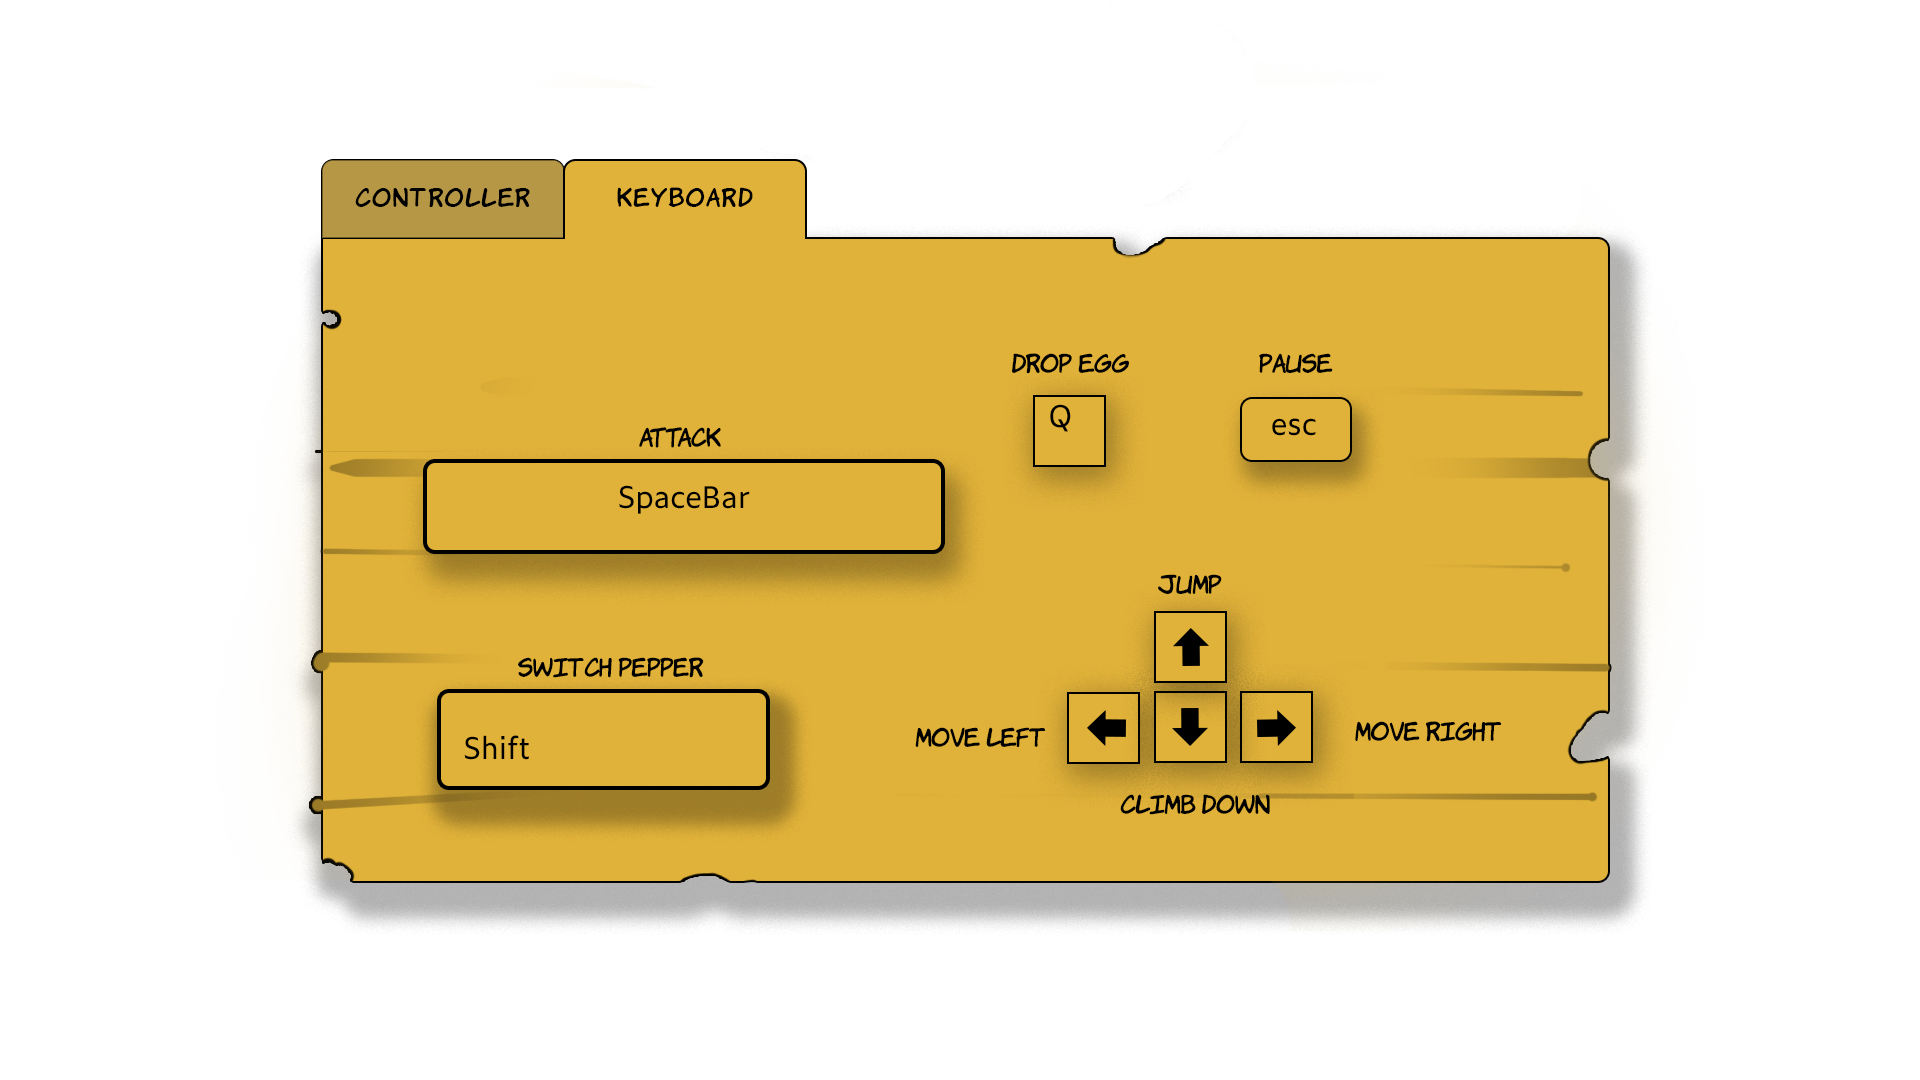 CONTROLLER
KEYBOARD
DROP EGG
PAUSE
Q
esc
ATTACK
SpaceBar
JUMP
SWITCH PEPPER
Shift
MOVE LEFT
MOVE RIGHT
CLIMB DOWN